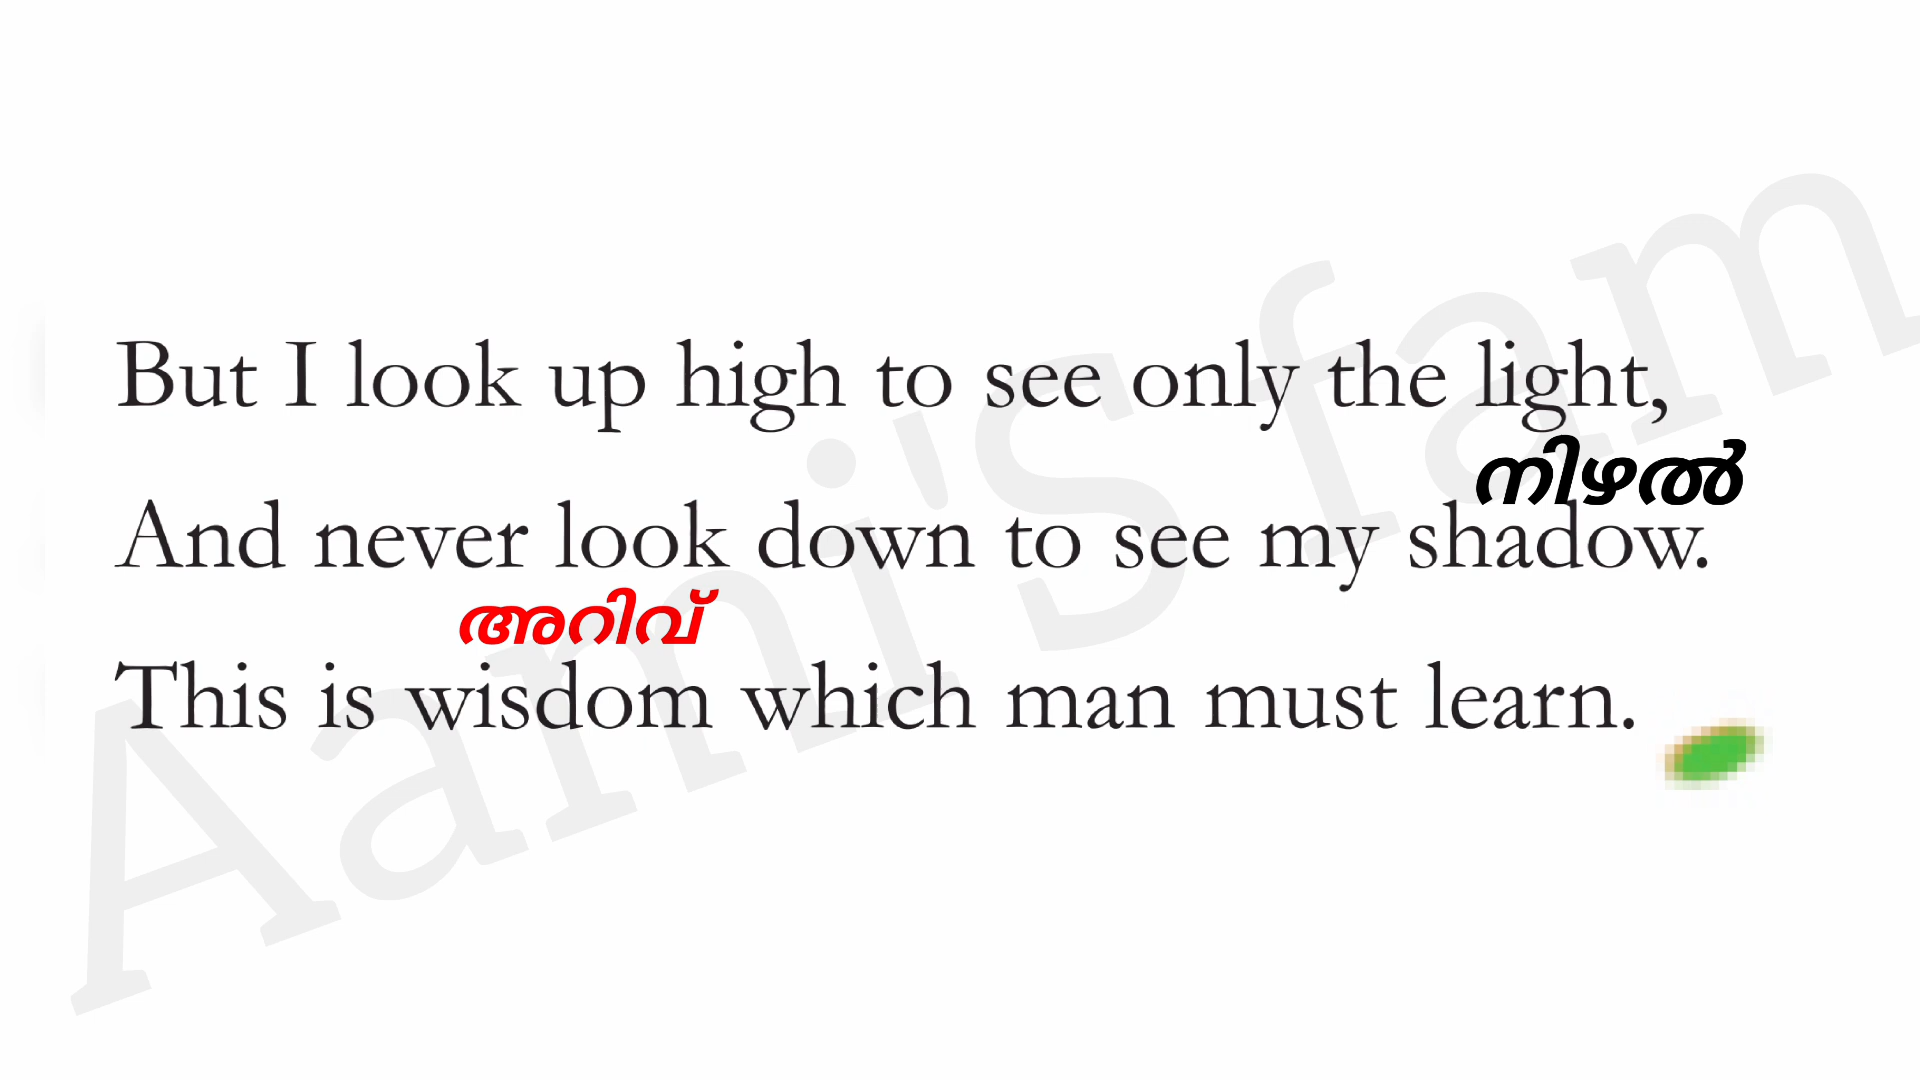 But I look up high to see only the light,
നിഴൽ
And never look down to see my shadow.
അറിവ്
This is wisdom which man must learn.
Aami'S fam